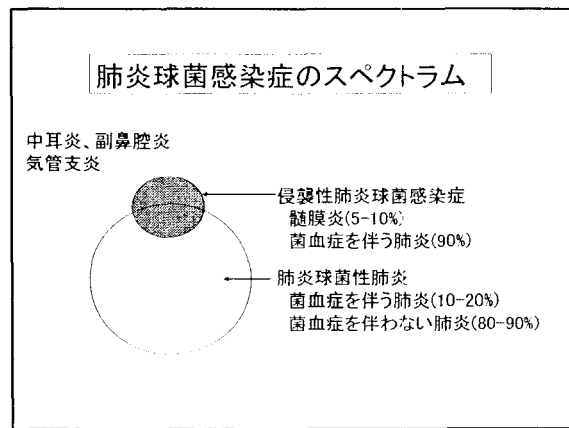 肺炎球菌感染症のスペクトラム
中耳炎、副鼻腔炎
気管支炎
侵襲性肺炎球菌感染症
髄膜炎(5-10%)
菌血症を伴う肺炎(90%)
肺炎球菌性肺炎
菌血症を伴う肺炎(10-20%)
菌血症を伴わない肺炎(80-90%)